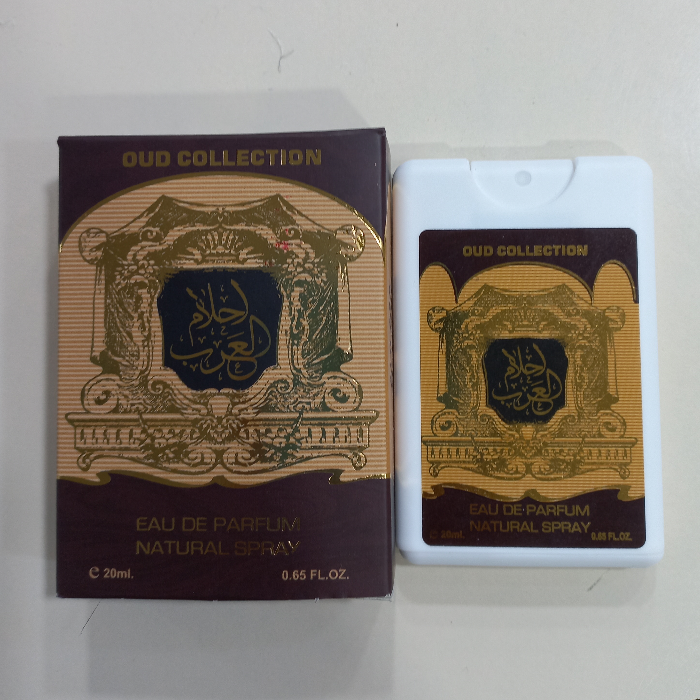 OUD COLLECTION
أحلام
العرب
EAU DE PARFUM
NATURAL SPRAY
℮ 20ml. 0.65 FL.OZ.
OUD COLLECTION
أحلام
العرب
EAU DE PARFUM
NATURAL SPRAY
℮ 20ml. 0.65 FL.OZ.